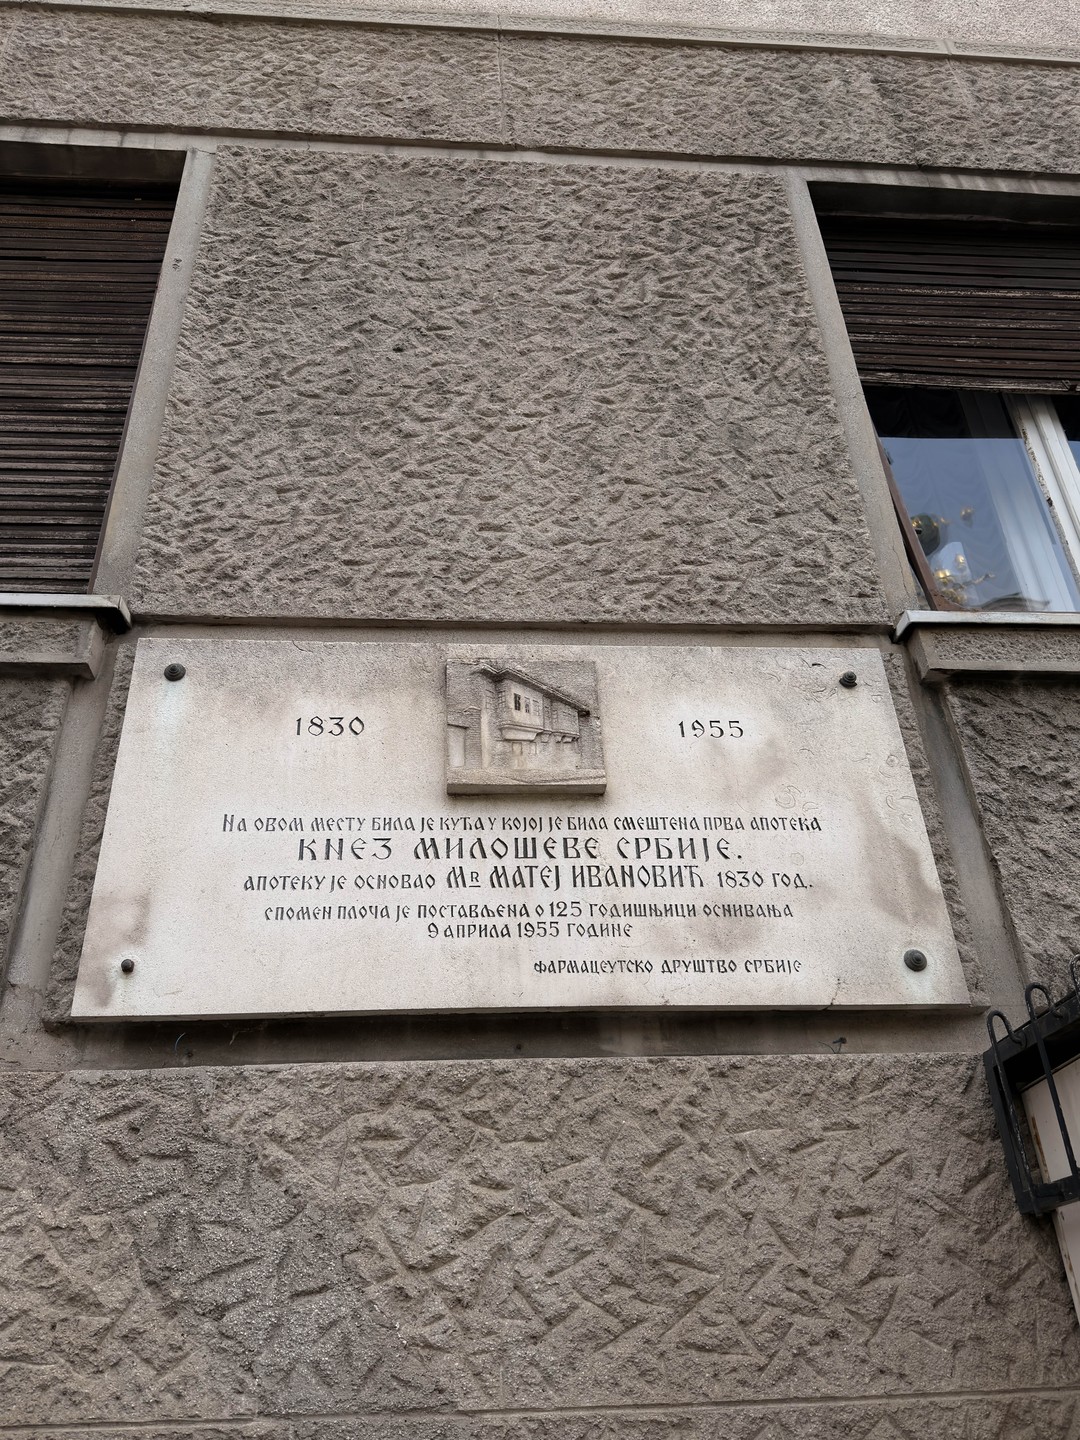 1830
1955
На овом месту била је кућа у којој је била смештена прва апотека
КНЕЗ МИЛОШЕВЕ СРБИЈЕ.
апотеку је основао Mr Матеј Ивановић 1830 год.
спомен плоча је постављена о 125 годишњици оснивања
9 априла 1955 године
фармацеутско друштво србије